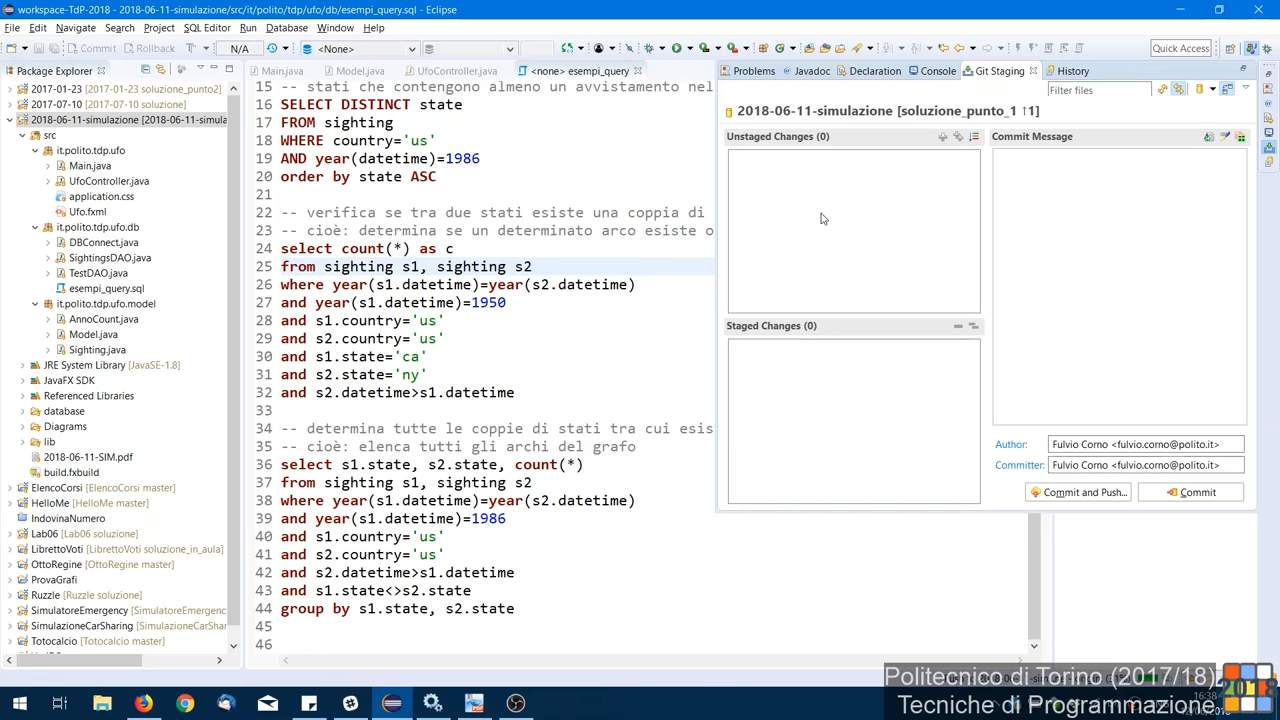 workspace-TdP-2018 - 2018-06-11-simulazione/src/it/polito/tdp/ufo/db/esempi_query.sql - Eclipse
File Edit Navigate Search Project SQL Editor Run Database Window Help
Commit Rollback T N/A <None> Quick Access
Package Explorer
2017-01-23 [2017-01-23 soluzione_punto2]
2017-07-10 [2017-07-10 soluzione]
2018-06-11-simulazione [2018-06-11-simula
src
it.polito.tdp.ufo
Main.java
UfoController.java
application.css
Ufo.fxml
it.polito.tdp.ufo.db
DBConnect.java
SightingsDAO.java
TestDAO.java
esempi_query.sql
it.polito.tdp.ufo.model
AnnoCount.java
Model.java
Sighting.java
JRE System Library [JavaSE-1.8]
JavaFX SDK
Referenced Libraries
database
Diagrams
lib
2018-06-11-SIM.pdf
build.fxbuild
ElencoCorsi [ElencoCorsi master]
HelloMe [HelloMe master]
IndovinaNumero
Lab06 [Lab06 master]
LibrettoVoti [LibrettoVoti soluzione_in_aula]
OttoRegine [OttoRegine master]
ProvaGrafi
Ruzzle [Ruzzle soluzione]
SimulatoreEmergency [SimulatoreEmergenc
SimulazioneCarSharing [SimulazioneCarShar
Totocalcio [Totocalcio master]
Main.java Model.java UfoController.java <none> esempi_query.sql
15 -- stati che contengono almeno un avvistamento nel
16 SELECT DISTINCT state
17 FROM sighting
18 WHERE country='us'
19 AND year(datetime)=1986
20 order by state ASC
21
22 -- verifica se tra due stati esiste una coppia di
23 -- cioè: determina se un determinato arco esiste o
24 select count(*) as c
25 from sighting s1, sighting s2
26 where year(s1.datetime)=year(s2.datetime)
27 and year(s1.datetime)=1950
28 and s1.country='us'
29 and s2.country='us'
30 and s1.state='ca'
31 and s2.state='ny'
32 and s2.datetime>s1.datetime
33
34 -- determina tutte le coppie di stati tra cui esis
35 -- cioè: elenca tutti gli archi del grafo
36 select s1.state, s2.state, count(*)
37 from sighting s1, sighting s2
38 where year(s1.datetime)=year(s2.datetime)
39 and year(s1.datetime)=1986
40 and s1.country='us'
41 and s2.country='us'
42 and s2.datetime>s1.datetime
43 and s1.state<>s2.state
44 group by s1.state, s2.state
45
46
Problems Javadoc Declaration Console Git Staging History
Filter files
2018-06-11-simulazione [soluzione_punto_1 ↑1]
Unstaged Changes (0)
Staged Changes (0)
Commit Message
Author: Fulvio Corno <fulvio.corno@polito.it>
Committer: Fulvio Corno <fulvio.corno@polito.it>
Commit and Push... Commit
Politecnico di Torino (2017/18)
Tecniche di Programmazione
2018
16:38